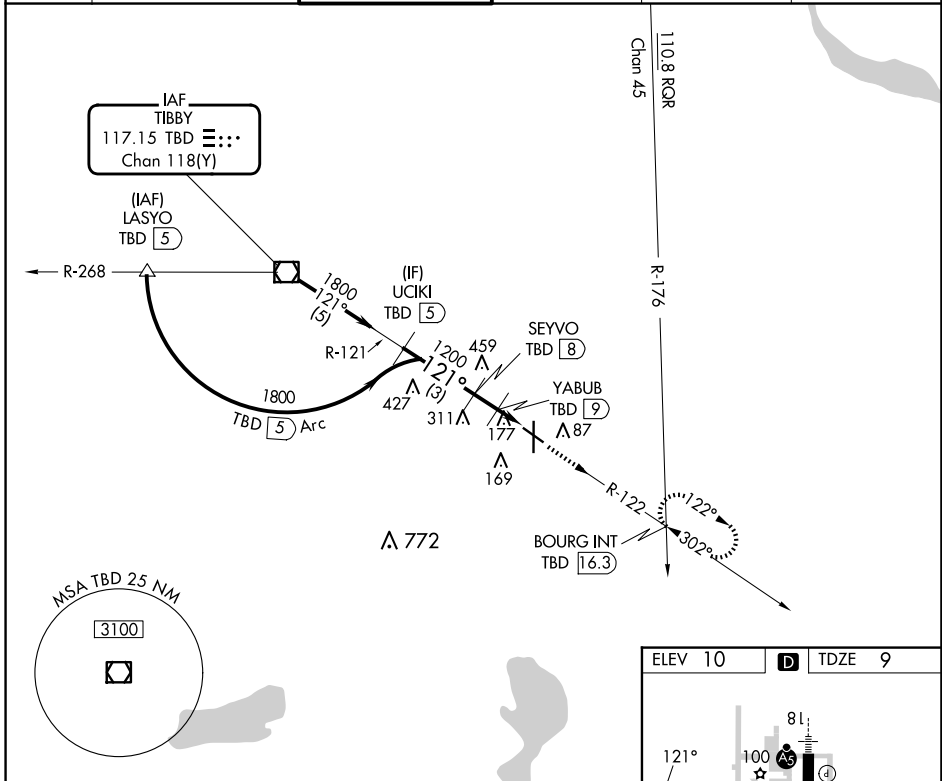 110.8 RQR
Chan 45
IAF
TIBBY
117.15 TBD
Chan 118(Y)
(IAF)
LASYO
TBD 5
R-268
1800
121°
(5)
(IF)
UCIKI
TBD 5
R-121
R-176
1200
121°
(3)
459
SEYVO
TBD 8
YABUB
TBD 9
427
311
177
87
169
1800
TBD 5 Arc
R-122
122°
302°
BOURG INT
TBD 16.3
772
MSA TBD 25 NM
3100
ELEV 10
D
TDZE 9
18
121°
100
A5
P